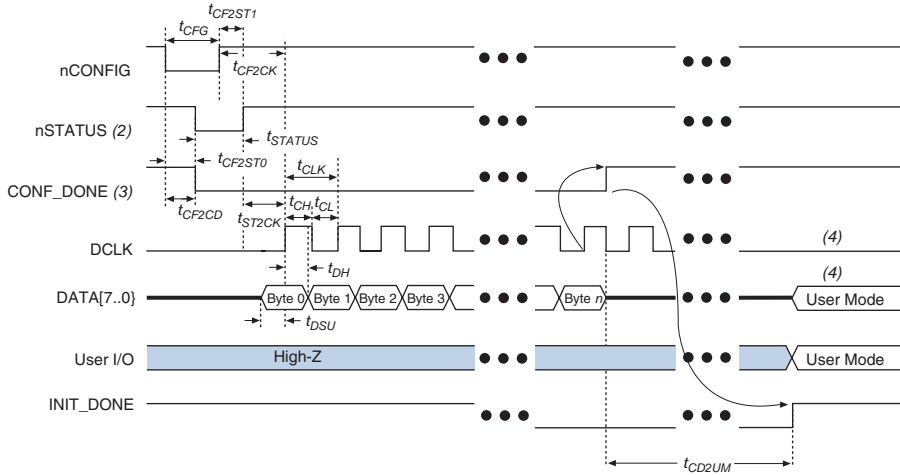 tCF2ST1
tCFG
nCONFIG
tCF2CK
nSTATUS (2)
tSTATUS
tCF2ST0
tCLK
CONF_DONE (3)
tCF2CD
tST2CK
tCH
tCL
DCLK
(4)
tDH
(4)
DATA[7..0}
Byte 0
Byte 1
Byte 2
Byte 3
Byte n
User Mode
tDSU
User I/O
High-Z
User Mode
INIT_DONE
tCD2UM